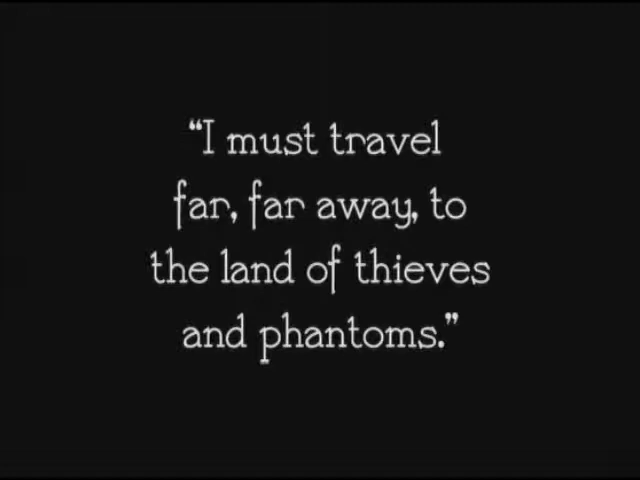 “I must travel
far, far away, to
the land of thieves
and phantoms.”